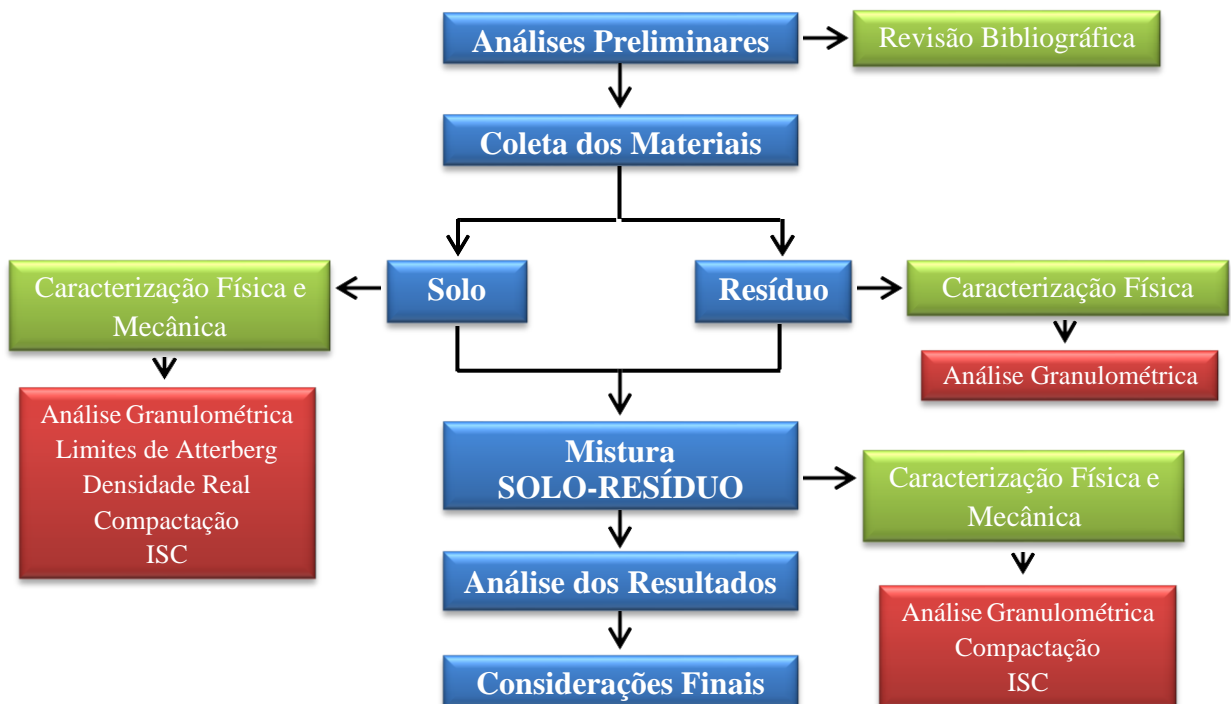 Análises Preliminares
Revisão Bibliográfica
Coleta dos Materiais
Caracterização Física e
Mecânica
Solo
Resíduo
Caracterização Física
Análise Granulométrica
Análise Granulométrica
Limites de Atterberg
Densidade Real
Compactação
ISC
Mistura
SOLO-RESÍDUO
Caracterização Física e
Mecânica
Análise dos Resultados
Análise Granulométrica
Compactação
ISC
Considerações Finais